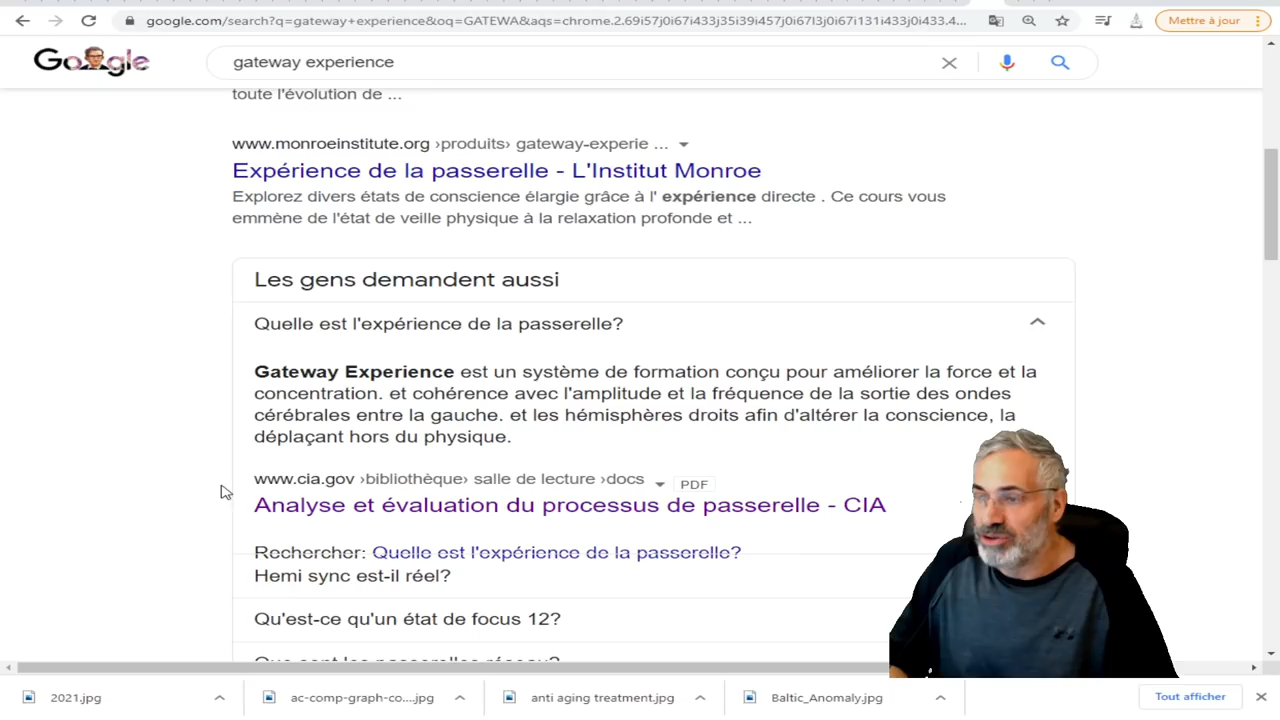 google.com/search?q=gateway+experience&oq=GATEWA&aqs=chrome.2.69i57j0i67i433j35i39i457j0i67l3j0i67i131i433j0i433.4...
Mettre à jour
Google
gateway experience
toute l'évolution de ...
www.monroeinstitute.org ›produits› gateway-experie ...
Expérience de la passerelle - L'Institut Monroe
Explorez divers états de conscience élargie grâce à l' expérience directe . Ce cours vous
emmène de l'état de veille physique à la relaxation profonde et ...
Les gens demandent aussi
Quelle est l'expérience de la passerelle?
Gateway Experience est un système de formation conçu pour améliorer la force et la
concentration. et cohérence avec l'amplitude et la fréquence de la sortie des ondes
cérébrales entre la gauche. et les hémisphères droits afin d'altérer la conscience, la
déplaçant hors du physique.
www.cia.gov ›bibliothèque› salle de lecture ›docs PDF
Analyse et évaluation du processus de passerelle - CIA
Rechercher: Quelle est l'expérience de la passerelle?
Hemi sync est-il réel?
Qu'est-ce qu'un état de focus 12?
Que sont les passerelles réseau?
2021.jpg
ac-comp-graph-co....jpg
anti aging treatment.jpg
Baltic_Anomaly.jpg
Tout afficher